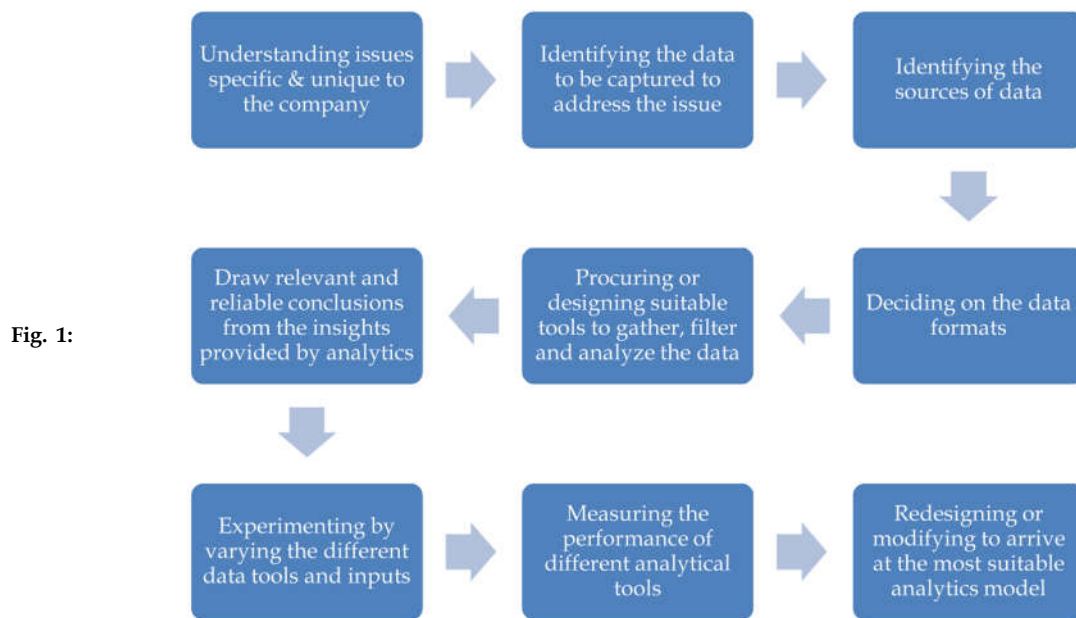 Understanding issues
specific & unique to
the company
Identifying the data
to be captured to
address the issue
Identifying the
sources of data
Deciding on the data
formats
Procuring or
designing suitable
tools to gather, filter
and analyze the data
Draw relevant and
reliable conclusions
from the insights
provided by analytics
Fig. 1:
Experimenting by
varying the different
data tools and inputs
Measuring the
performance of
different analytical
tools
Redesigning or
modifying to arrive
at the most suitable
analytics model